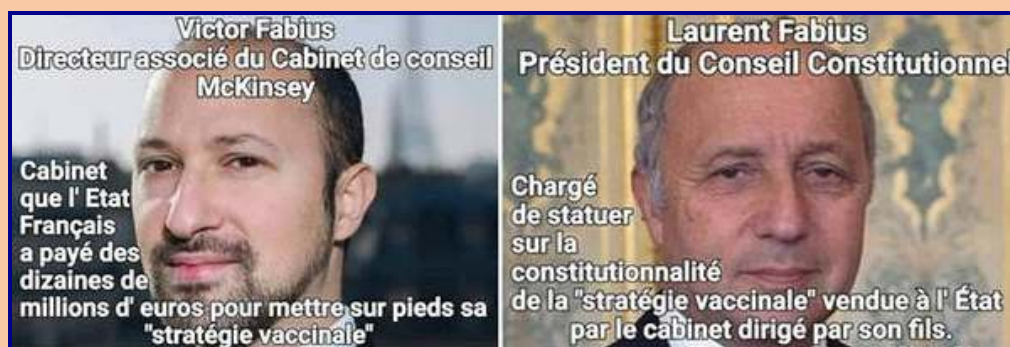 Victor Fabius
Directeur associé du Cabinet de conseil
McKinsey
Cabinet
que l' Etat
Français
a payé des
dizaines de
millions d' euros pour mettre sur pieds sa
"stratégie vaccinale"
Laurent Fabius
Président du Conseil Constitutionnel
Chargé
de statuer
sur la
constitutionnalité
de la "stratégie vaccinale" vendue à l' État
par le cabinet dirigé par son fils.